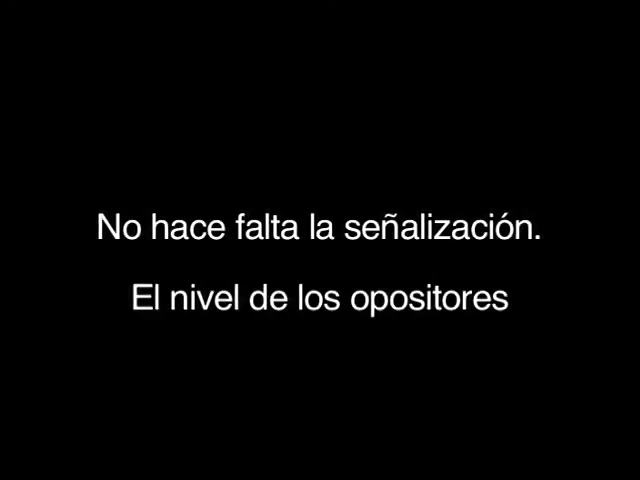 No hace falta la señalización.
El nivel de los opositores